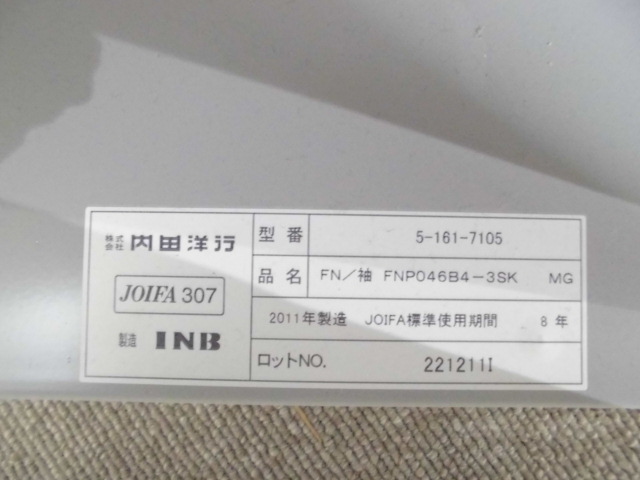 株式会社 内田洋行
JOIFA 307
製造 INB
型番 5-161-7105
品名 FN／袖 FNP046B4-3SK MG
2011年製造 JOIFA標準使用期間 8年
ロットNO. 221211I